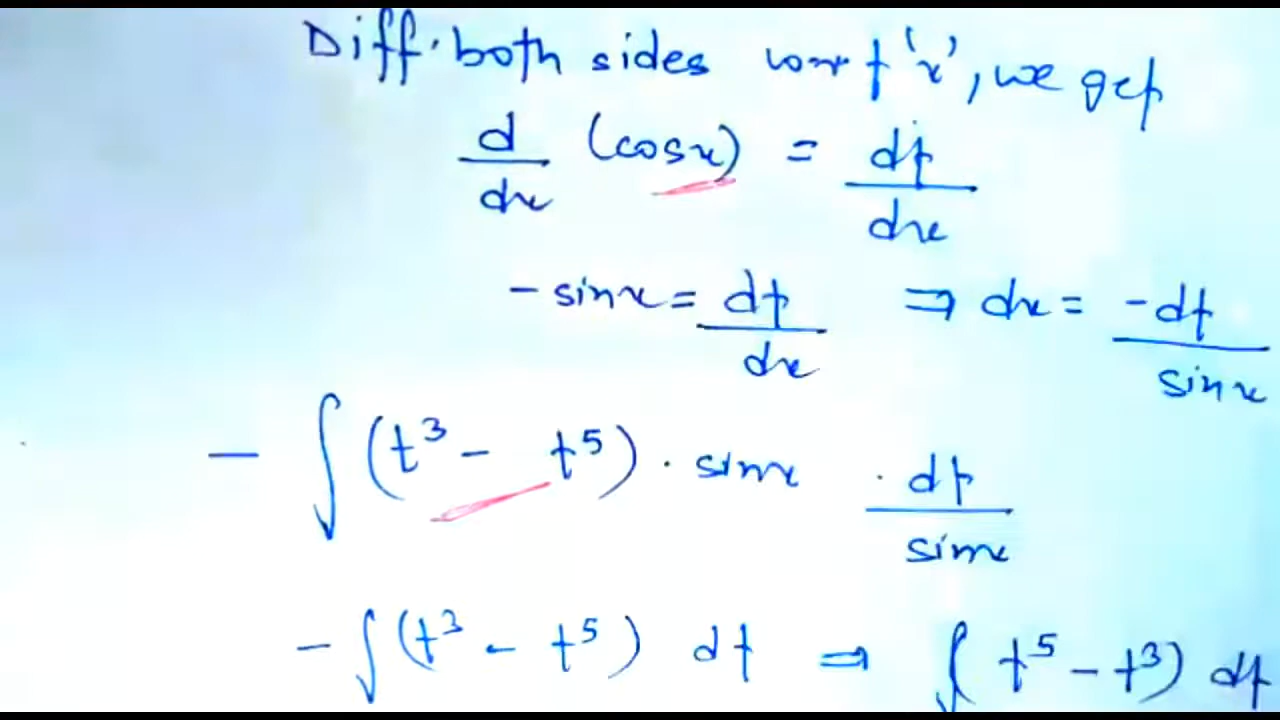 Diff. both sides w.r.t 'x', we get
d/dx (cosx) = dt/dx
- sinx = dt/dx ⇒ dx = -dt/sinx
- ∫ (t³ - t⁵) · sinx · dt/sinx
- ∫ (t³ - t⁵) dt ⇒ ∫( t⁵ - t³) dt